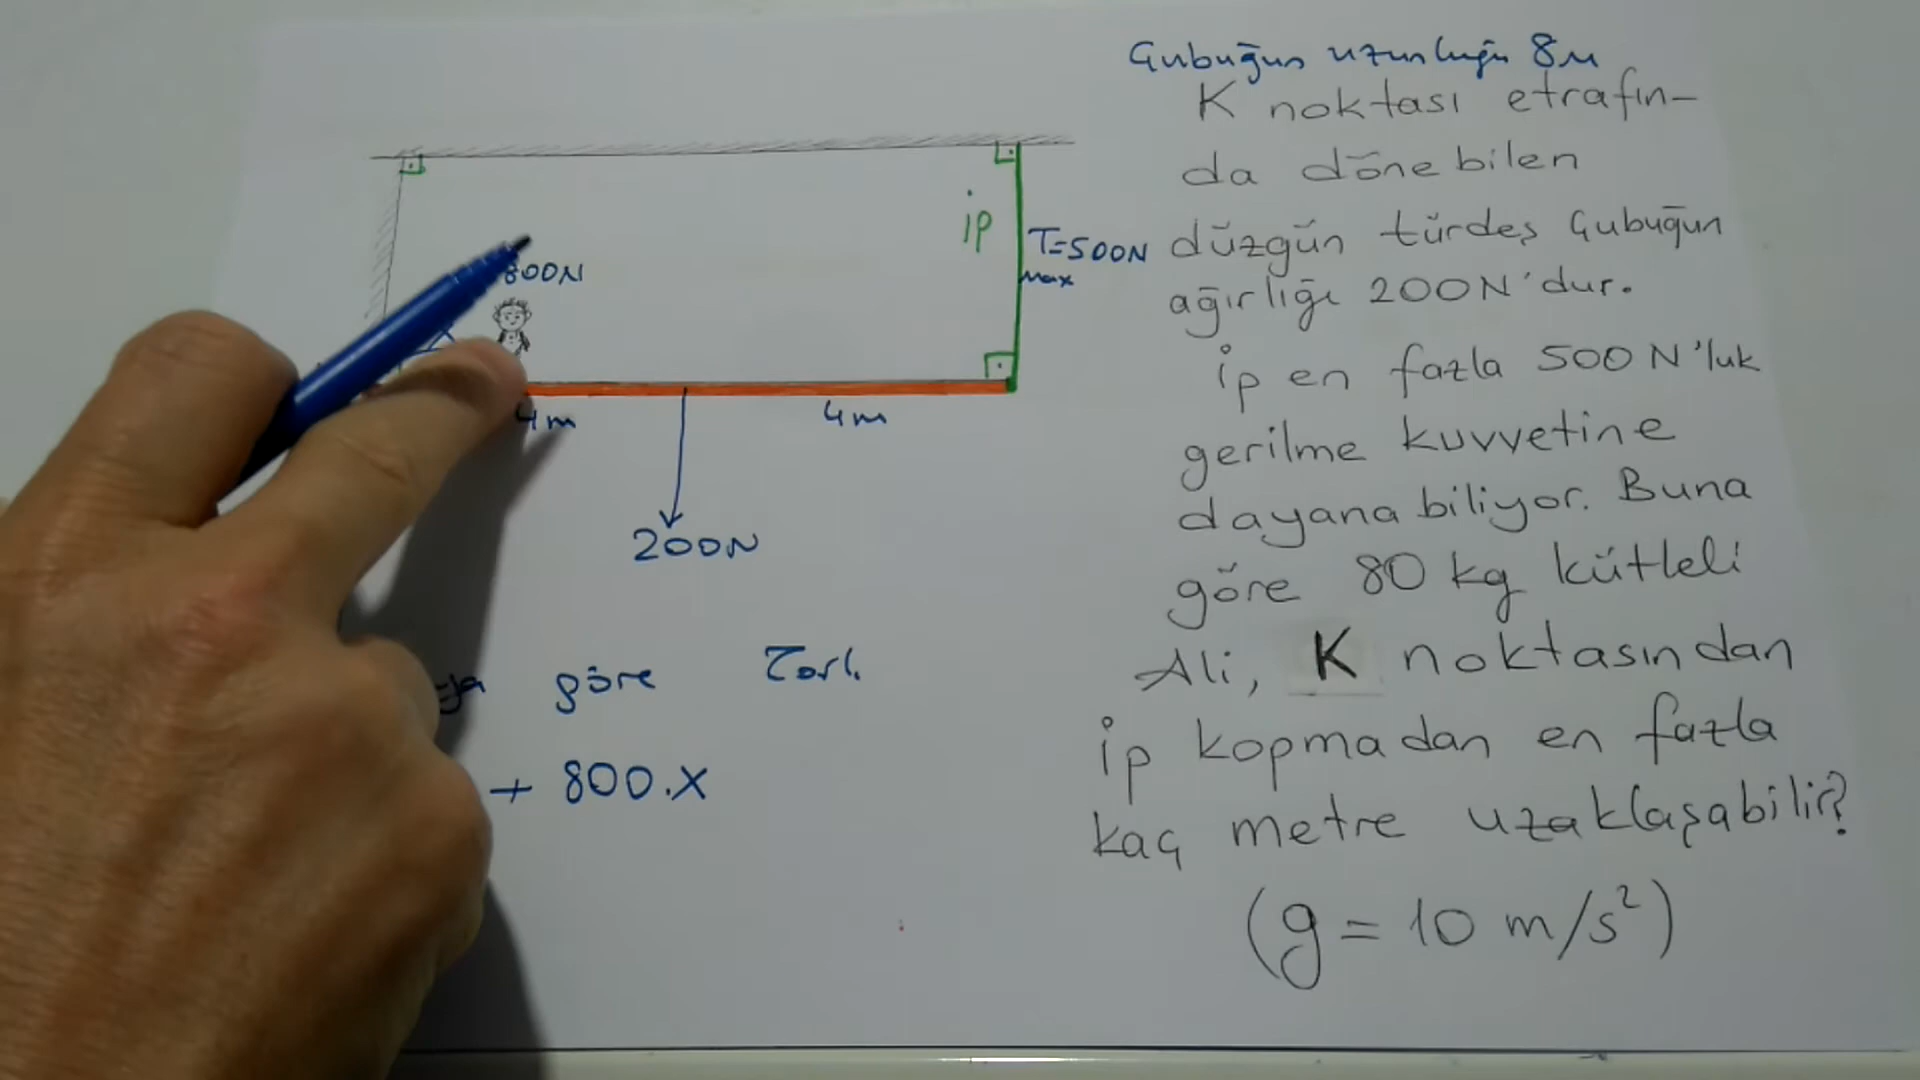 Çubuğun uzunluğu 8m
K noktası etrafın-
da dönebilen
düzgün türdeş Çubuğun
ağırlığı 200N'dur.
ip en fazla 500N'luk
gerilme kuvvetine
dayanabiliyor. Buna
göre 80 kg kütleli
Ali, K noktasından
ip kopmadan en fazla
kaç metre uzaklaşabilir?
(g = 10 m/s²)
ip
T=500N
max
800N
4m
4m
200N
göre
+ 800.x